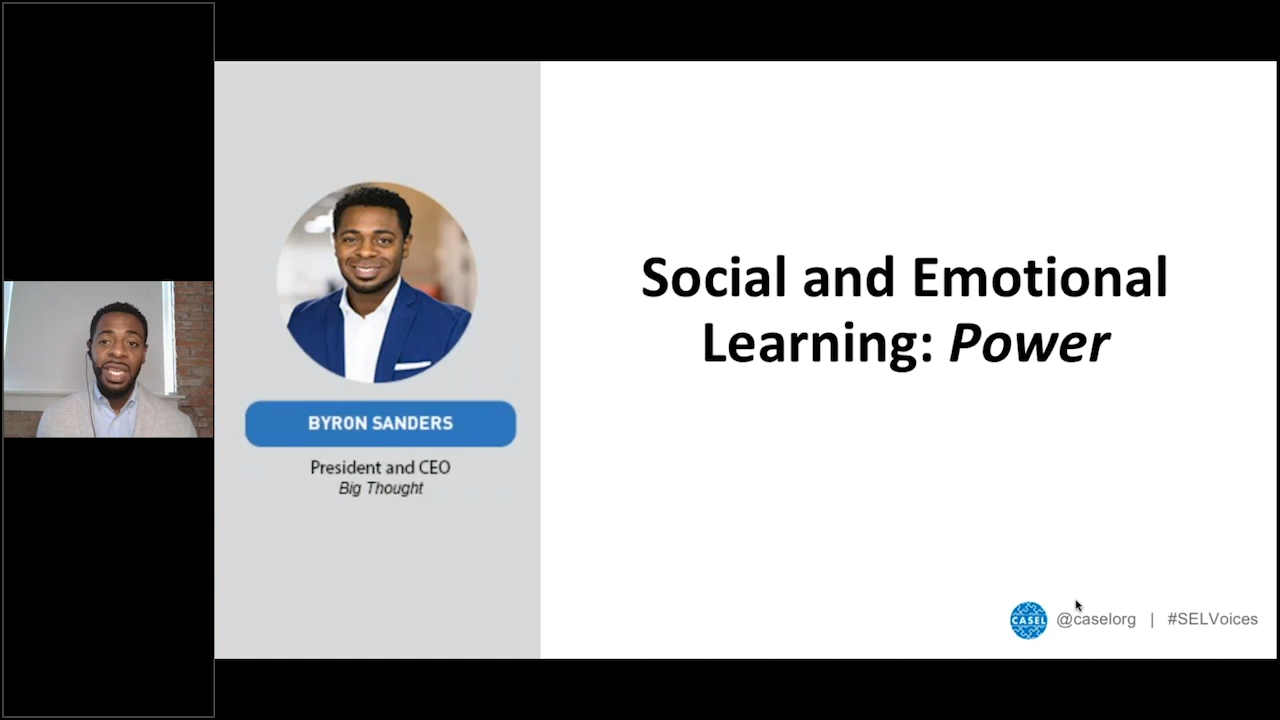 BYRON SANDERS
President and CEO
Big Thought
Social and Emotional
Learning: Power
CASEL @caselorg | #SELVoices